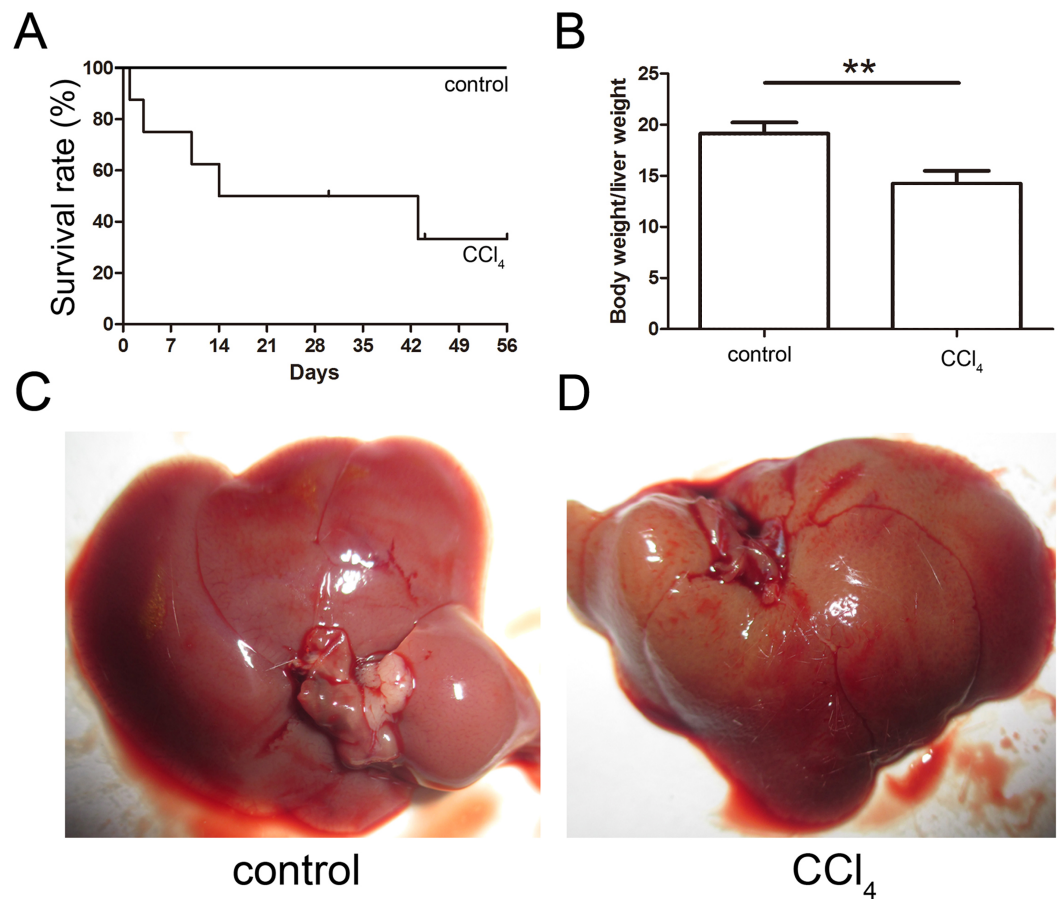 A
Survival rate (%)
100
80
60
40
20
0
control
CCl4
0 7 14 21 28 35 42 49 56
Days
B
Body weight/liver weight
25
20
15
10
5
0
**
control
CCl4
C
control
D
CCl4